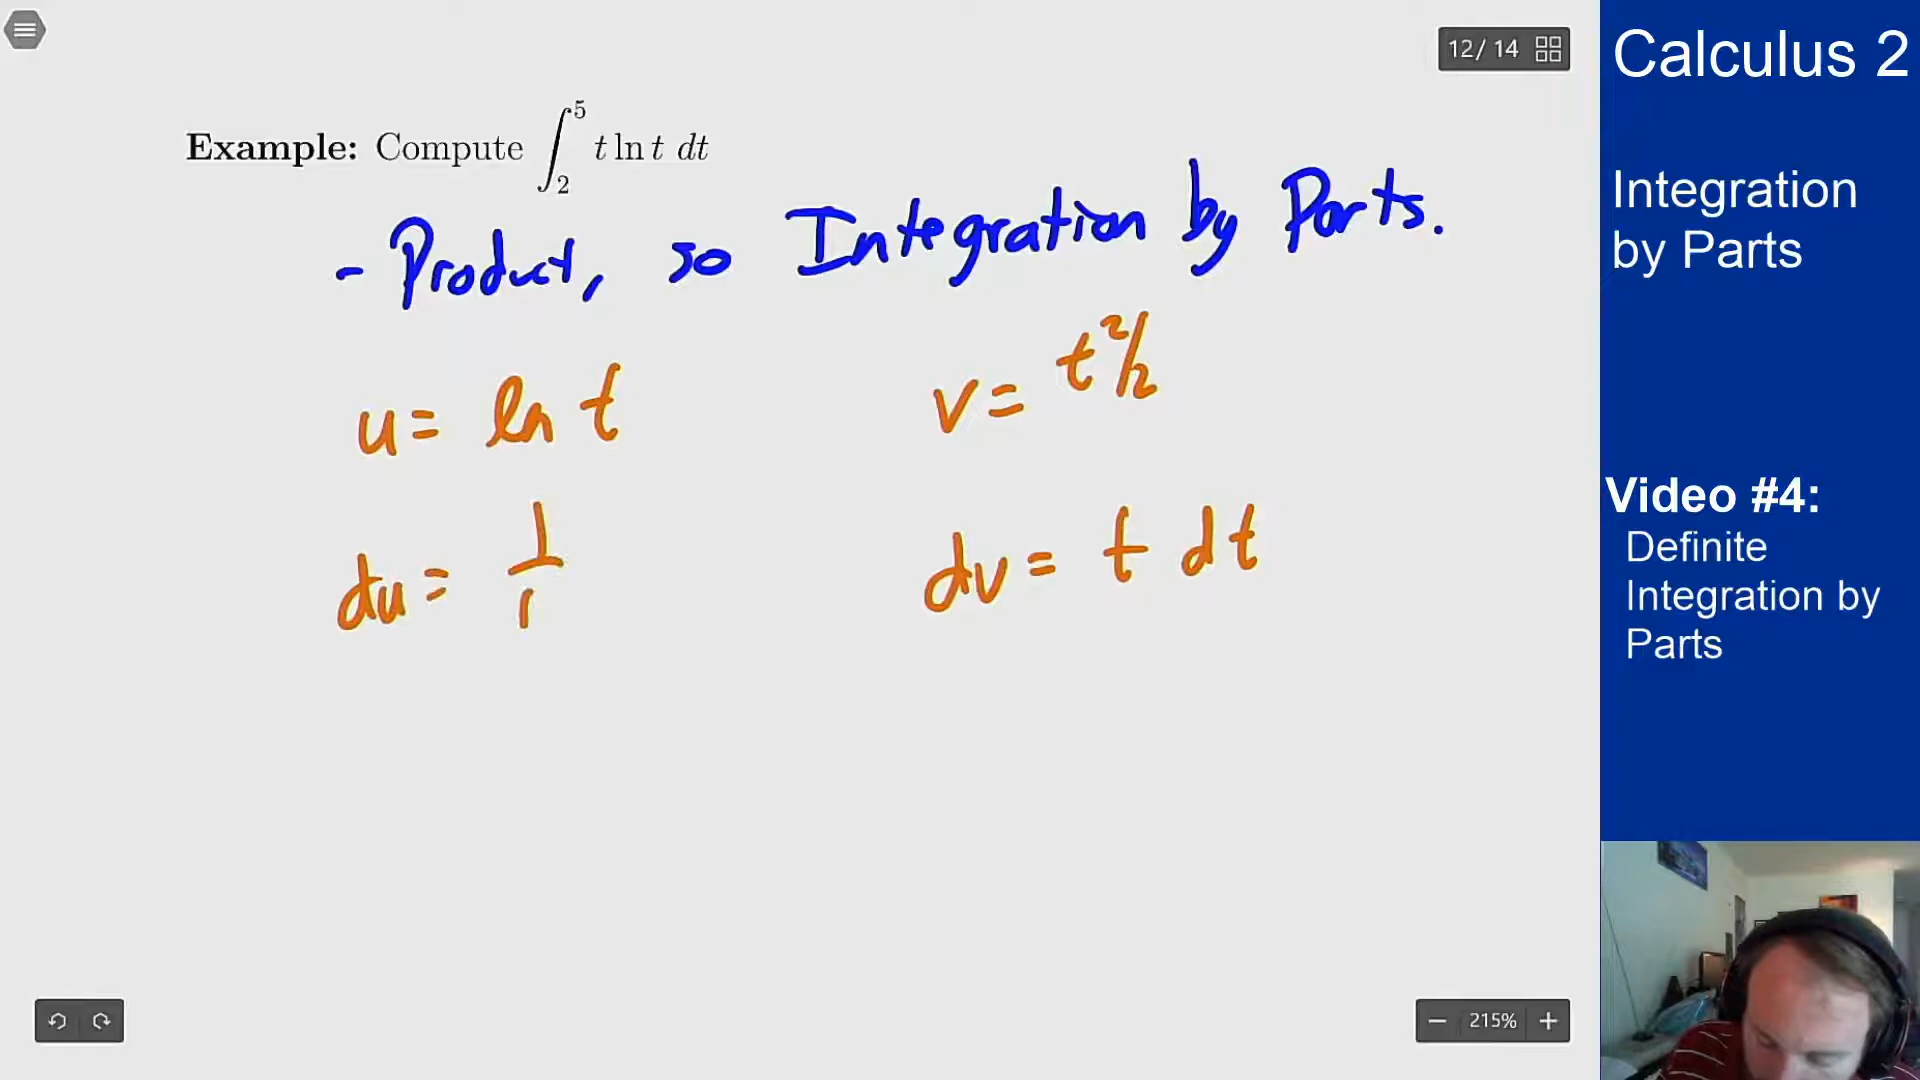 12/ 14
Example: Compute ∫₂⁵ t ln t dt
- Product, so Integration by Parts.
u = ln t
v = t²/2
du = 1
dv = t dt
215%
Calculus 2
Integration
by Parts
Video #4:
Definite
Integration by
Parts